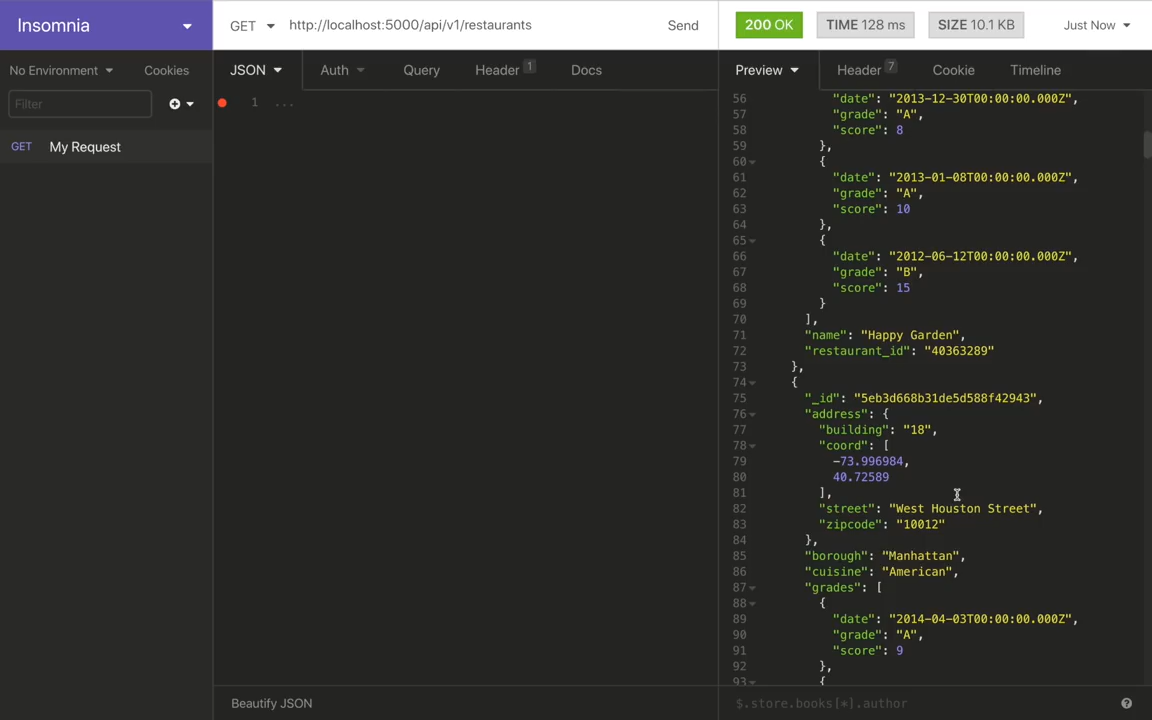 Insomnia
GET http://localhost:5000/api/v1/restaurants Send
200 OK TIME 128 ms SIZE 10.1 KB Just Now
No Environment Cookies
JSON Auth Query Header 1 Docs
Preview Header 7 Cookie Timeline
Filter
GET My Request
1 ...
56 "date": "2013-12-30T00:00:00.000Z",
57 "grade": "A",
58 "score": 8
59 },
60 {
61 "date": "2013-01-08T00:00:00.000Z",
62 "grade": "A",
63 "score": 10
64 },
65 {
66 "date": "2012-06-12T00:00:00.000Z",
67 "grade": "B",
68 "score": 15
69 }
70 ],
71 "name": "Happy Garden",
72 "restaurant_id": "40363289"
73 },
74 {
75 "_id": "5eb3d668b31de5d588f42943",
76 "address": {
77 "building": "18",
78 "coord": [
79 -73.996984,
80 40.72589
81 ],
82 "street": "West Houston Street",
83 "zipcode": "10012"
84 },
85 "borough": "Manhattan",
86 "cuisine": "American",
87 "grades": [
88 {
89 "date": "2014-04-03T00:00:00.000Z",
90 "grade": "A",
91 "score": 9
92 },
93 {
Beautify JSON
$.store.books[*].author